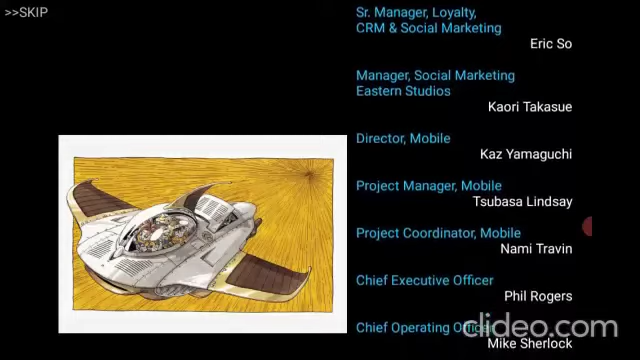 >>SKIP
Sr. Manager, Loyalty,
CRM & Social Marketing
Eric So
Manager, Social Marketing
Eastern Studios
Kaori Takasue
Director, Mobile
Kaz Yamaguchi
Project Manager, Mobile
Tsubasa Lindsay
Project Coordinator, Mobile
Nami Travin
Chief Executive Officer
Phil Rogers
Chief Operating Officer
Mike Sherlock
clideo.com